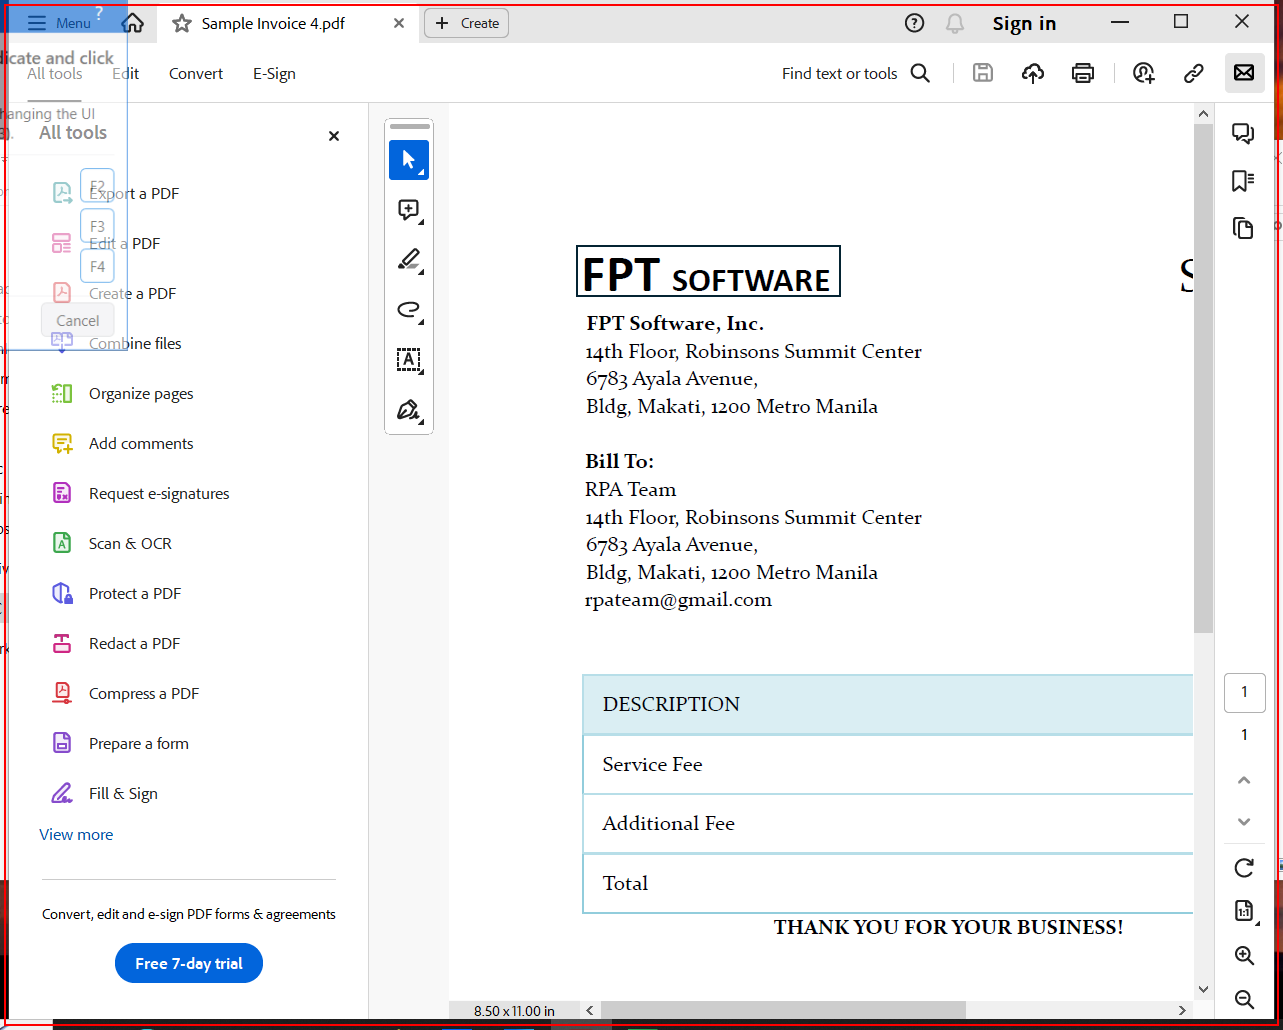 Menu
?
Sample Invoice 4.pdf
Create
Sign in
dicate and click
All tools
Edit
Convert
E-Sign
Find text or tools
hanging the UI
All tools
F2
Export a PDF
F3
Edit a PDF
F4
Create a PDF
Cancel
Combine files
Organize pages
Add comments
Request e-signatures
Scan & OCR
Protect a PDF
Redact a PDF
Compress a PDF
Prepare a form
Fill & Sign
View more
Convert, edit and e-sign PDF forms & agreements
Free 7-day trial
FPT SOFTWARE
S
FPT Software, Inc.
14th Floor, Robinsons Summit Center
6783 Ayala Avenue,
Bldg, Makati, 1200 Metro Manila
Bill To:
RPA Team
14th Floor, Robinsons Summit Center
6783 Ayala Avenue,
Bldg, Makati, 1200 Metro Manila
rpateam@gmail.com
DESCRIPTION
Service Fee
Additional Fee
Total
THANK YOU FOR YOUR BUSINESS!
8.50 x 11.00 in
1
1
1:1